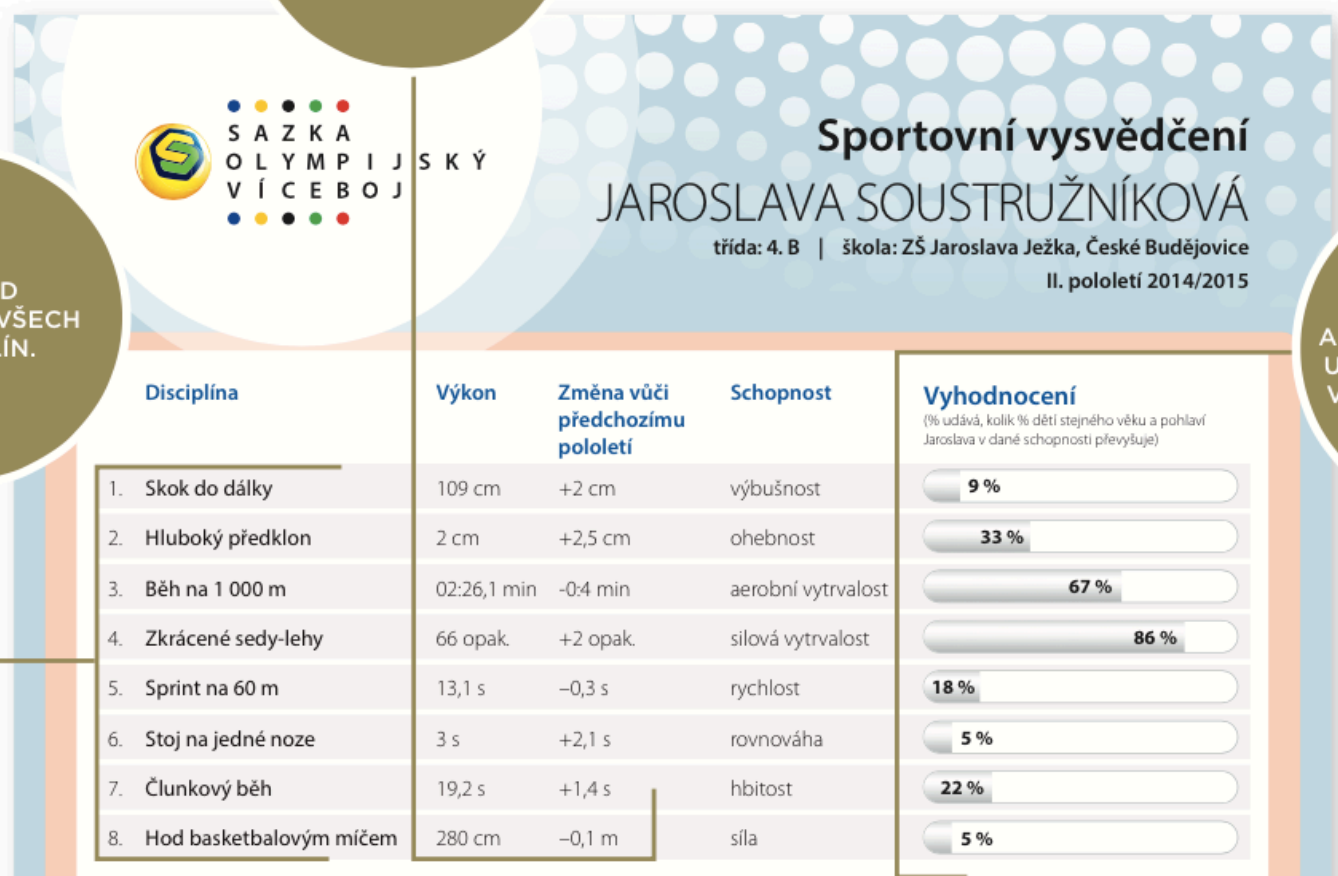 SAZKA
OLYMPIJSKÝ
VÍCEBOJ
Sportovní vysvědčení
JAROSLAVA SOUSTRUŽNÍKOVÁ
třída: 4. B | škola: ZŠ Jaroslava Ježka, České Budějovice
II. pololetí 2014/2015
D
VŠECH
ÍN.
A
U
V
Disciplína Výkon Změna vůči předchozímu pololetí Schopnost Vyhodnocení
(% udává, kolik % dětí stejného věku a pohlaví
Jaroslava v dané schopnosti převyšuje)
1. Skok do dálky 109 cm +2 cm výbušnost 9 %
2. Hluboký předklon 2 cm +2,5 cm ohebnost 33 %
3. Běh na 1 000 m 02:26,1 min -0:4 min aerobní vytrvalost 67 %
4. Zkrácené sedy-lehy 66 opak. +2 opak. silová vytrvalost 86 %
5. Sprint na 60 m 13,1 s –0,3 s rychlost 18 %
6. Stoj na jedné noze 3 s +2,1 s rovnováha 5 %
7. Člunkový běh 19,2 s +1,4 s hbitost 22 %
8. Hod basketbalovým míčem 280 cm –0,1 m síla 5 %